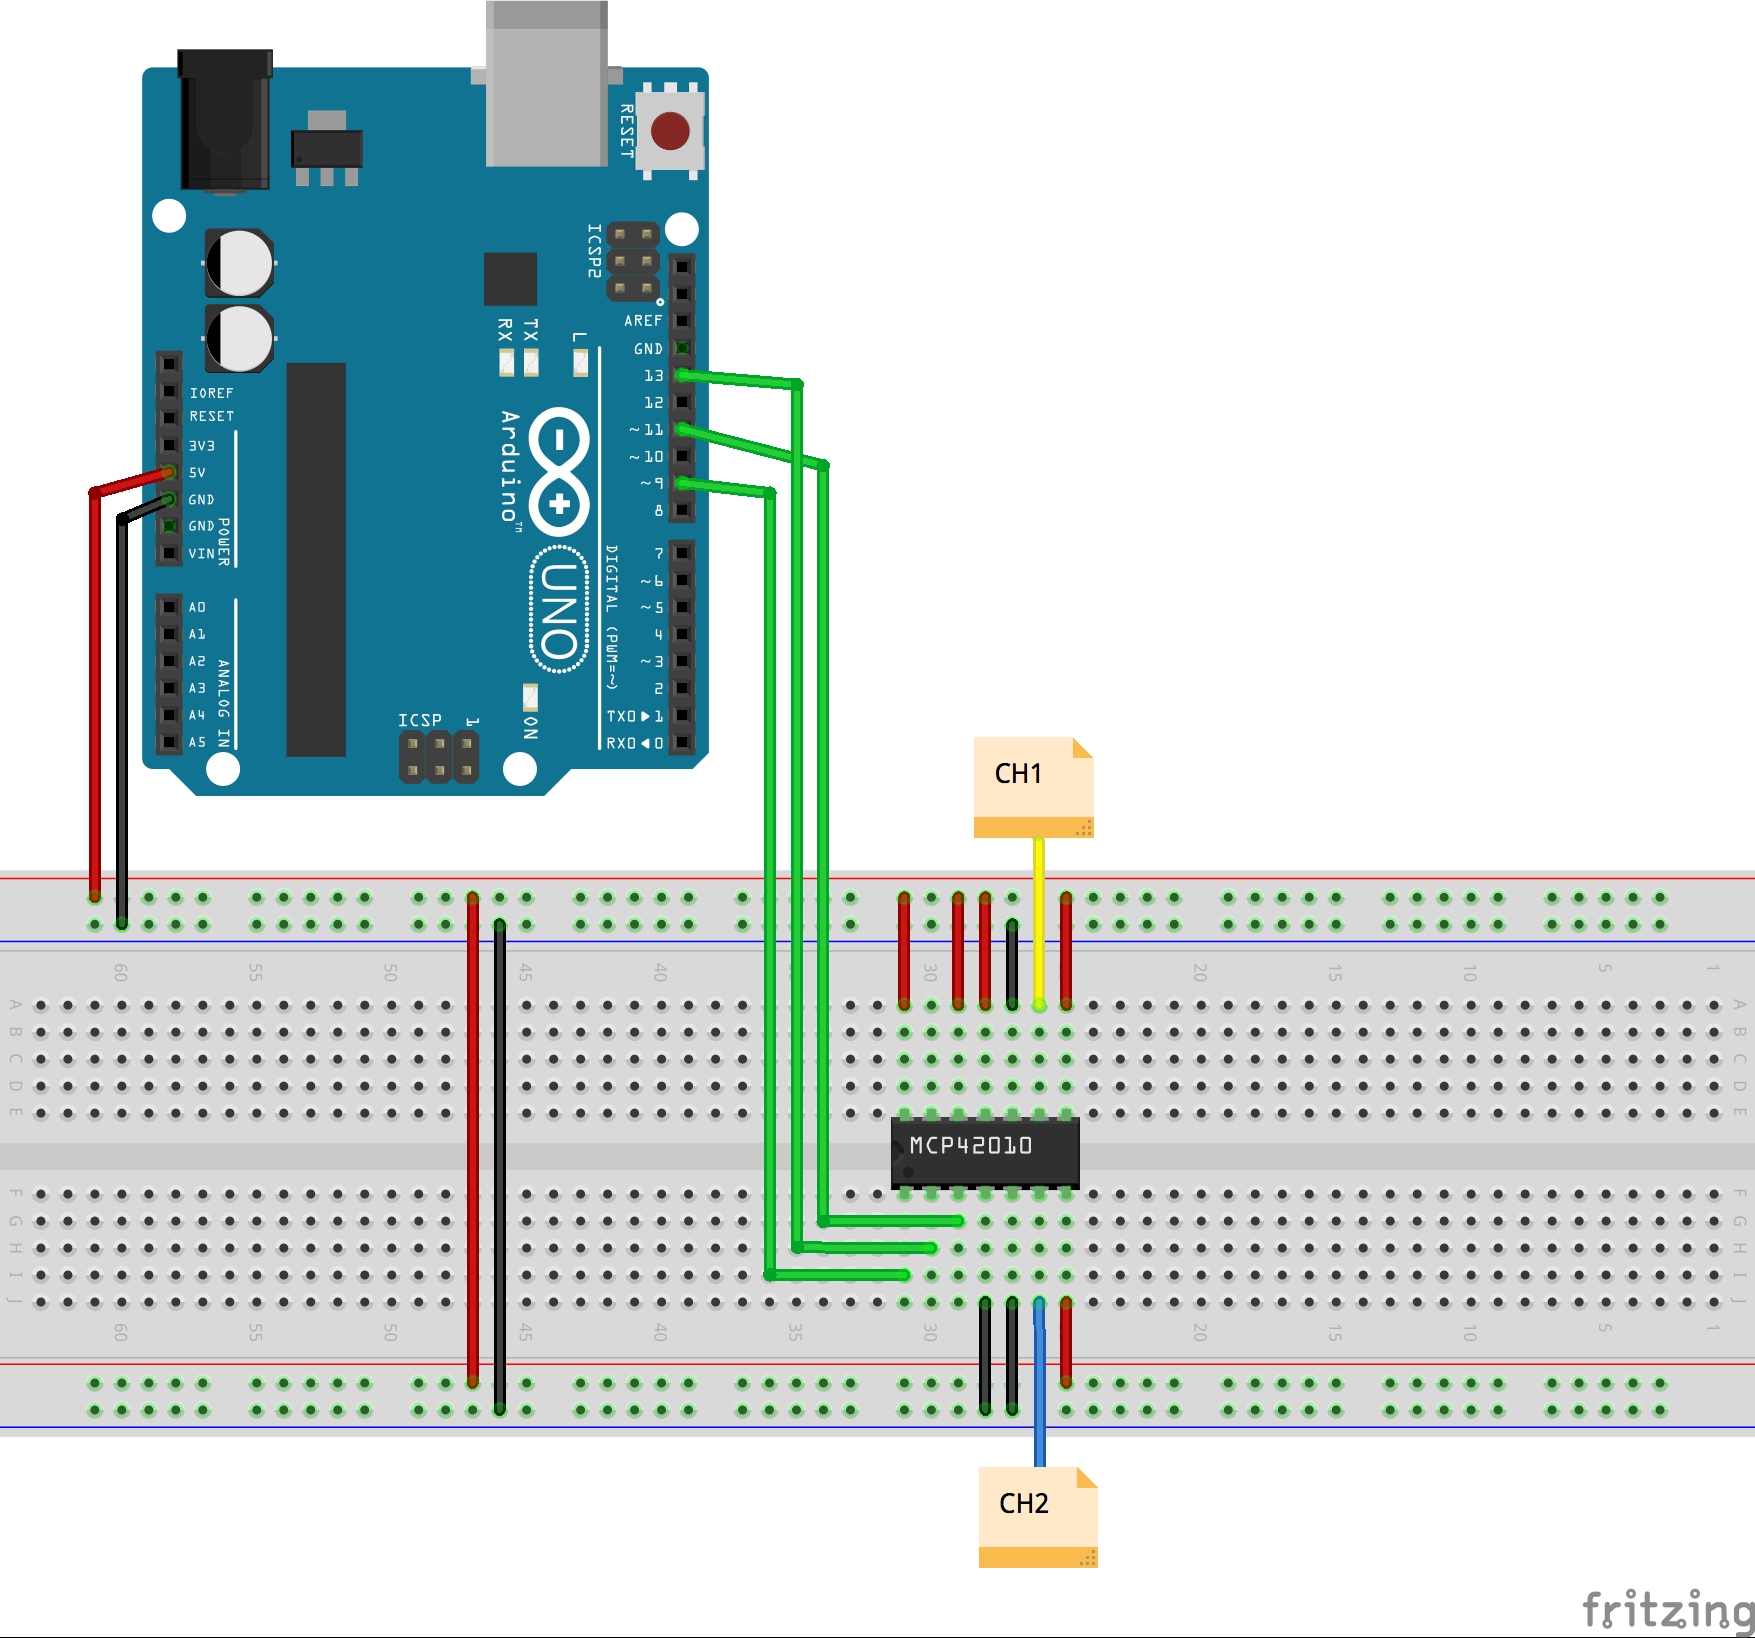 RESET
ICSP2
AREF
GND
13
12
~11
~10
~9
8
RX
TX
L
IOREF
RESET
3V3
5V
GND
GND
VIN
POWER
Arduino™
UNO
DIGITAL (PWM=~)
7
~6
~5
4
~3
2
TX0▶1
RX0◀0
A0
A1
A2
A3
A4
A5
ANALOG IN
ICSP
1
ON
CH1
60
55
50
45
40
30
20
15
10
5
1
A
B
C
D
E
A
B
C
D
E
MCP42010
F
G
H
I
J
F
G
H
I
J
60
55
50
45
40
35
30
20
15
10
5
1
CH2
fritzing